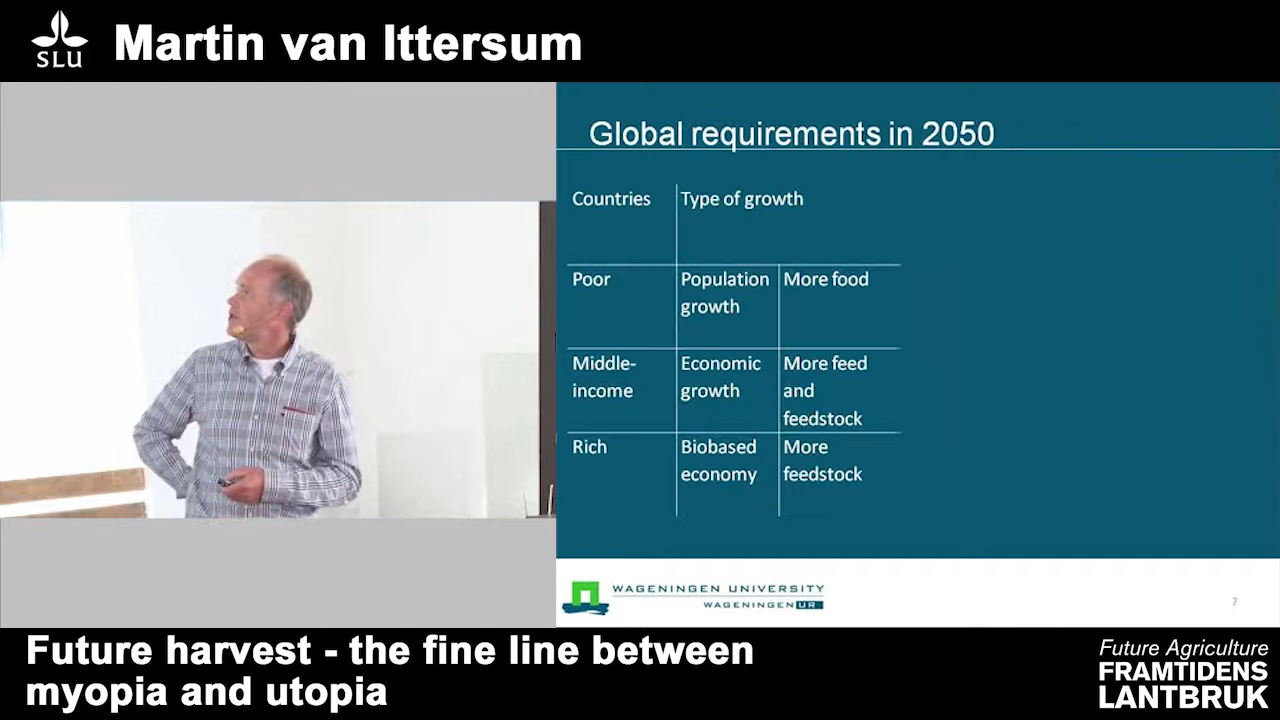 SLU
Martin van Ittersum
Global requirements in 2050
Countries
Type of growth
Poor
Population
growth
More food
Middle-
income
Economic
growth
More feed
and
feedstock
Rich
Biobased
economy
More
feedstock
WAGENINGEN UNIVERSITY
WAGENINGEN UR
7
Future harvest - the fine line between
myopia and utopia
Future Agriculture
FRAMTIDENS
LANTBRUK